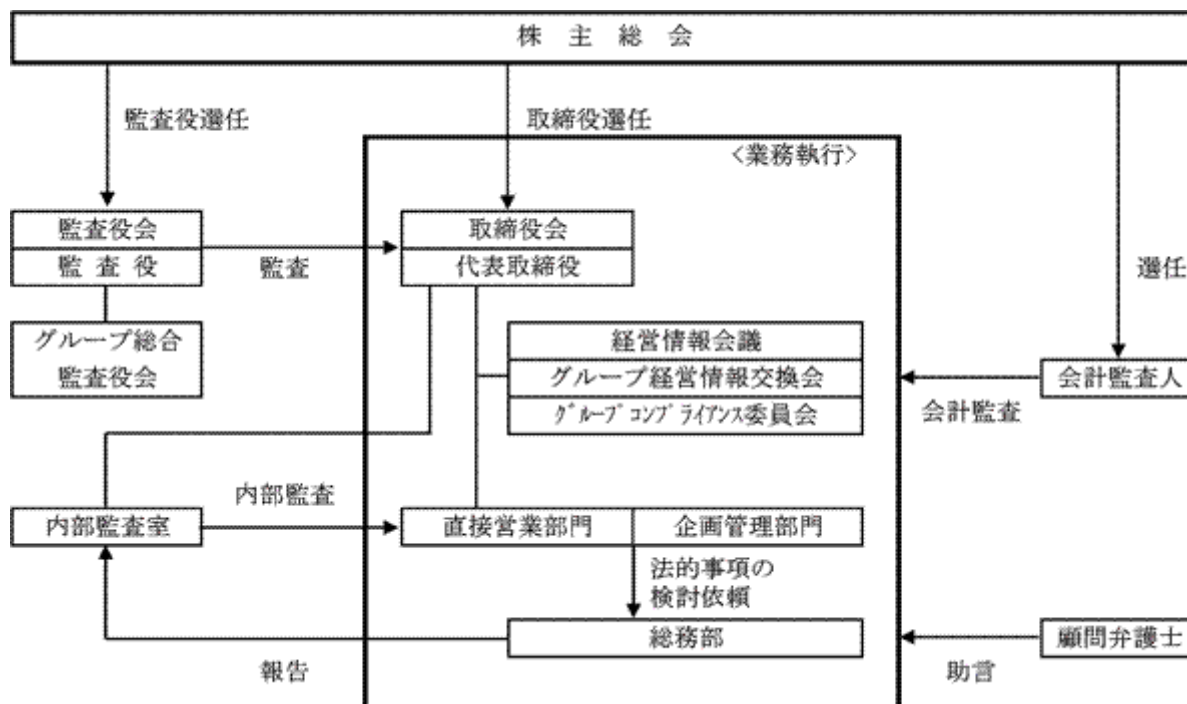 株 主 総 会
監査役選任
取締役選任
<業務執行>
監査役会
監 査 役
監査
取締役会
代表取締役
選任
グループ総合
監査役会
経営情報会議
グループ経営情報交換会
グループコンプライアンス委員会
会計監査人
会計監査
内部監査
内部監査室
直接営業部門
企画管理部門
法的事項の
検討依頼
総務部
顧問弁護士
報告
助言